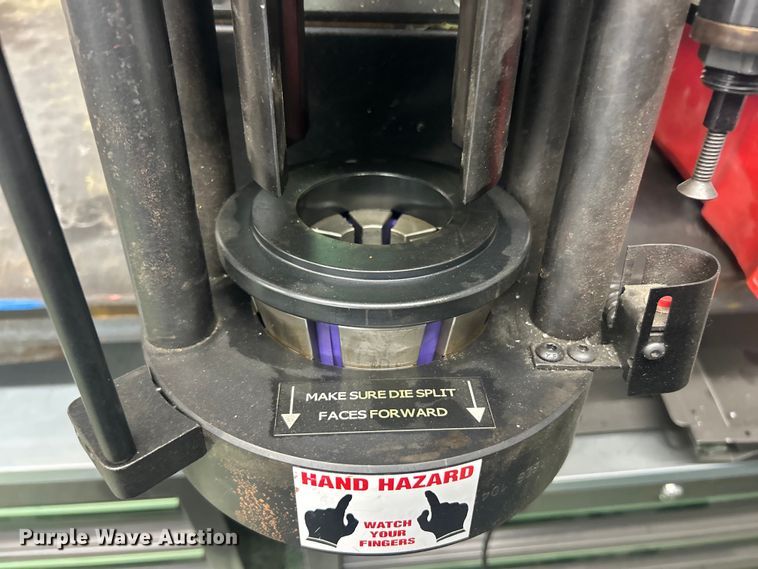 MAKE SURE DIE SPLIT
FACES FORWARD
HAND HAZARD
WATCH
YOUR
FINGERS
Purple Wave Auction